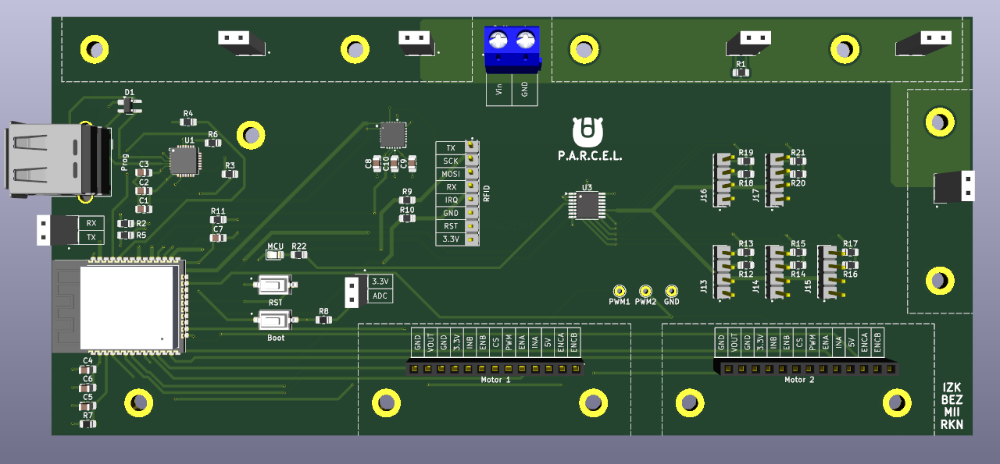 Vin
GND
R1
D1
R4
R6
U1
R3
Prog
C3
C2
C1
RX
TX
R2
R5
R11
C7
C8
C10
C9
TX
SCK
MOSI
RX
IRQ
GND
RST
3.3V
RFID
R9
R10
P.A.R.C.E.L.
U3
R19
R18
R21
R20
J16
J17
R13
R12
R15
R14
R17
R16
J13
J14
J15
MCU
R22
RST
Boot
R8
3.3V
ADC
PWM1
PWM2
GND
GND
VOUT
GND
3.3V
INB
ENB
CS
PWM
ENA
INA
5V
ENCA
ENCB
Motor 1
GND
VOUT
GND
3.3V
INB
ENB
CS
PWM
ENA
INA
5V
ENCA
ENCB
Motor 2
C4
C6
C5
R7
IZK
BEZ
MII
RKN